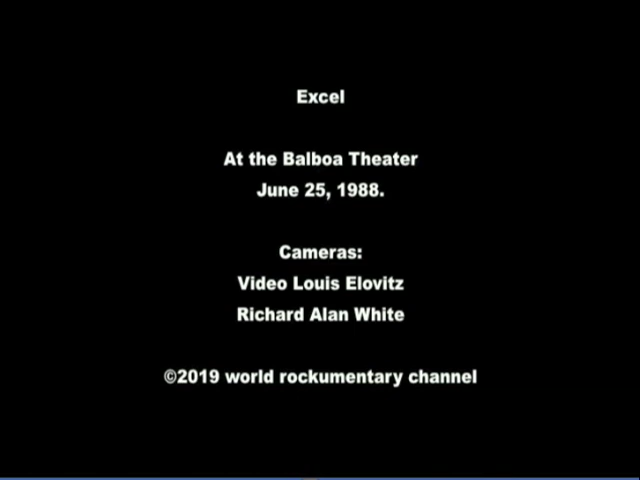 Excel
At the Balboa Theater
June 25, 1988.
Cameras:
Video Louis Elovitz
Richard Alan White
©2019 world rockumentary channel